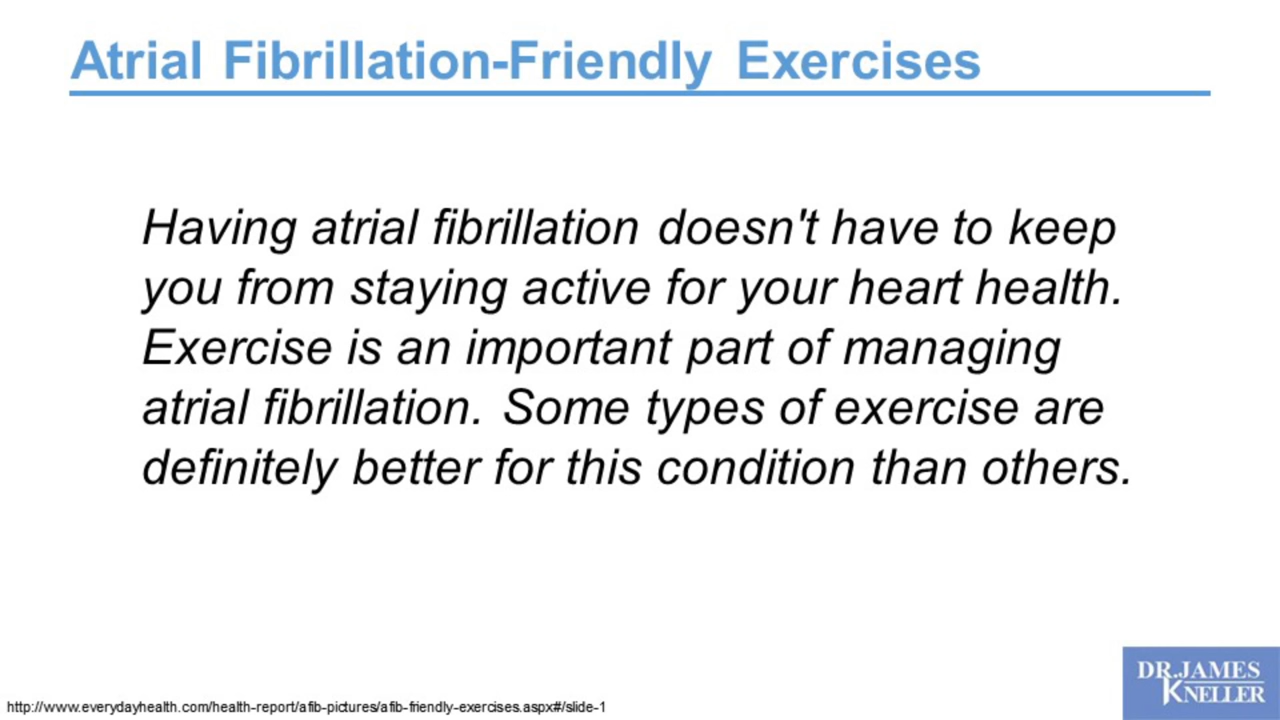 Atrial Fibrillation-Friendly Exercises
Having atrial fibrillation doesn't have to keep
you from staying active for your heart health.
Exercise is an important part of managing
atrial fibrillation. Some types of exercise are
definitely better for this condition than others.
DR.JAMES
KNELLER
http://www.everydayhealth.com/health-report/afib-pictures/afib-friendly-exercises.aspx#/slide-1